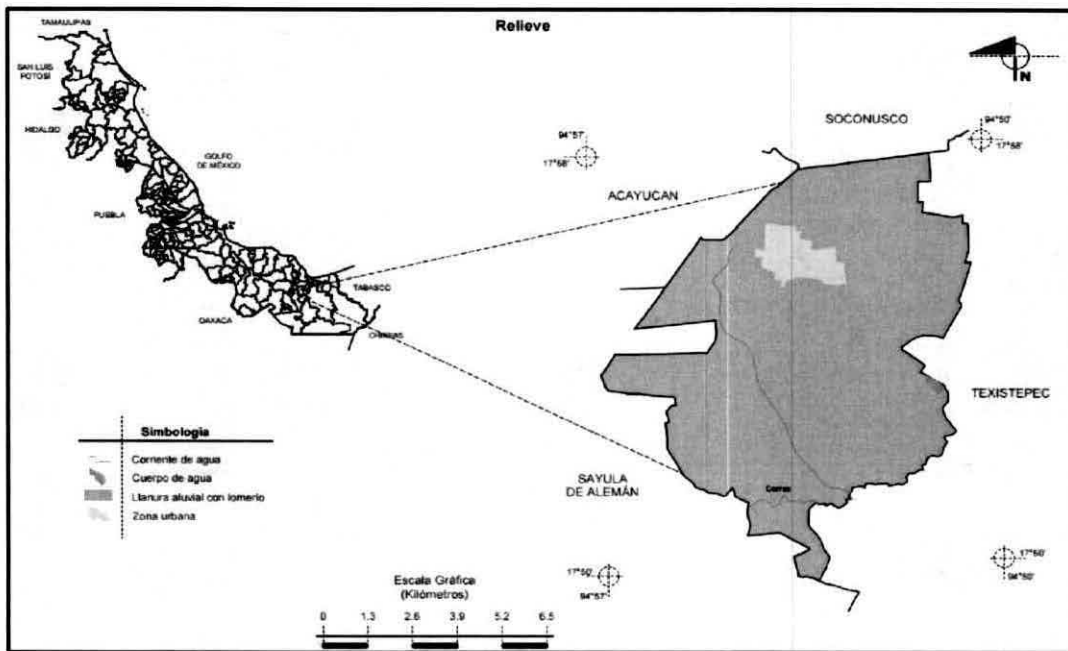 Relieve
TAMAULIPAS
SAN LUIS
POTOSÍ
HIDALGO
GOLFO
DE MÉXICO
PUEBLA
OAXACA
TABASCO
CHIAPAS
N
SOCONUSCO
94°57'
17°58'
94°50'
17°58'
ACAYUCAN
TEXISTEPEC
SAYULA
DE ALEMÁN
Correa
17°50'
94°57'
17°50'
94°50'
Simbología
Corriente de agua
Cuerpo de agua
Llanura aluvial con lomerío
Zona urbana
Escala Gráfica
(Kilómetros)
0 1.3 2.6 3.9 5.2 6.5